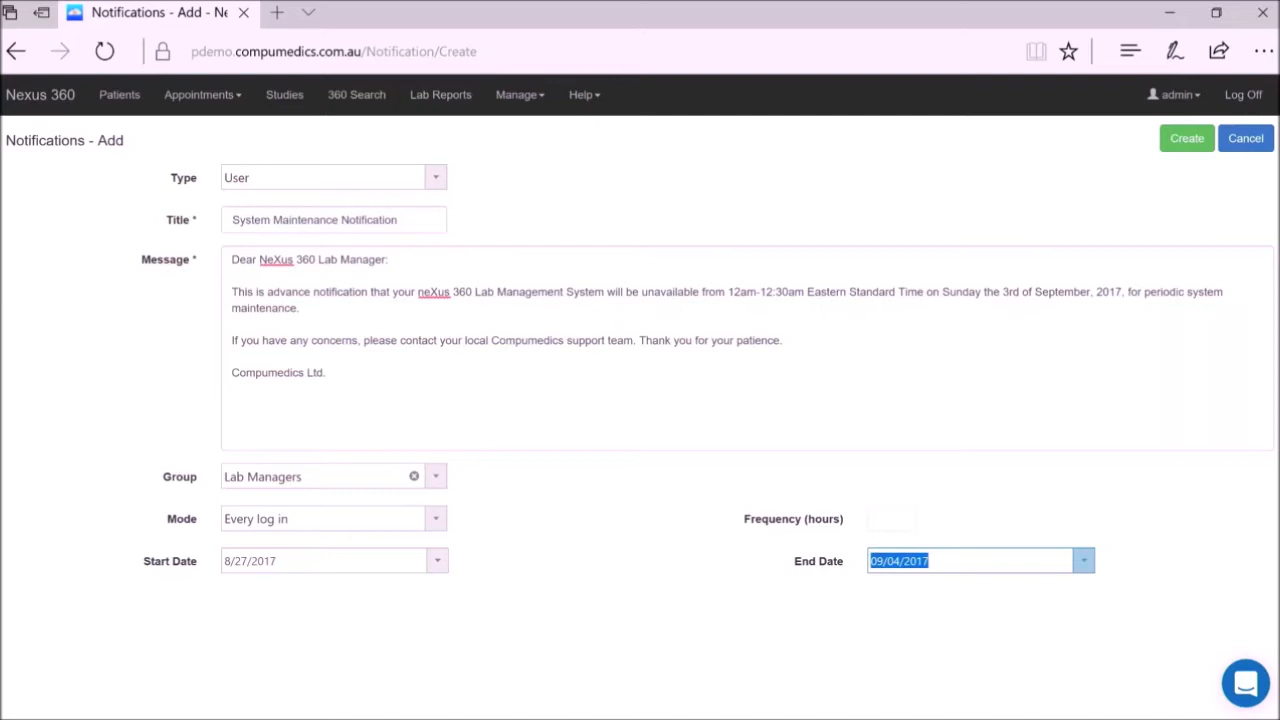 Notifications - Add - Ne
pdemo.compumedics.com.au/Notification/Create
Nexus 360 Patients Appointments Studies 360 Search Lab Reports Manage Help admin Log Off
Notifications - Add Create Cancel
Type User
Title * System Maintenance Notification
Message * Dear NeXus 360 Lab Manager:
This is advance notification that your neXus 360 Lab Management System will be unavailable from 12am-12:30am Eastern Standard Time on Sunday the 3rd of September, 2017, for periodic system
maintenance.
If you have any concerns, please contact your local Compumedics support team. Thank you for your patience.
Compumedics Ltd.
Group Lab Managers
Mode Every log in Frequency (hours)
Start Date 8/27/2017 End Date 09/04/2017